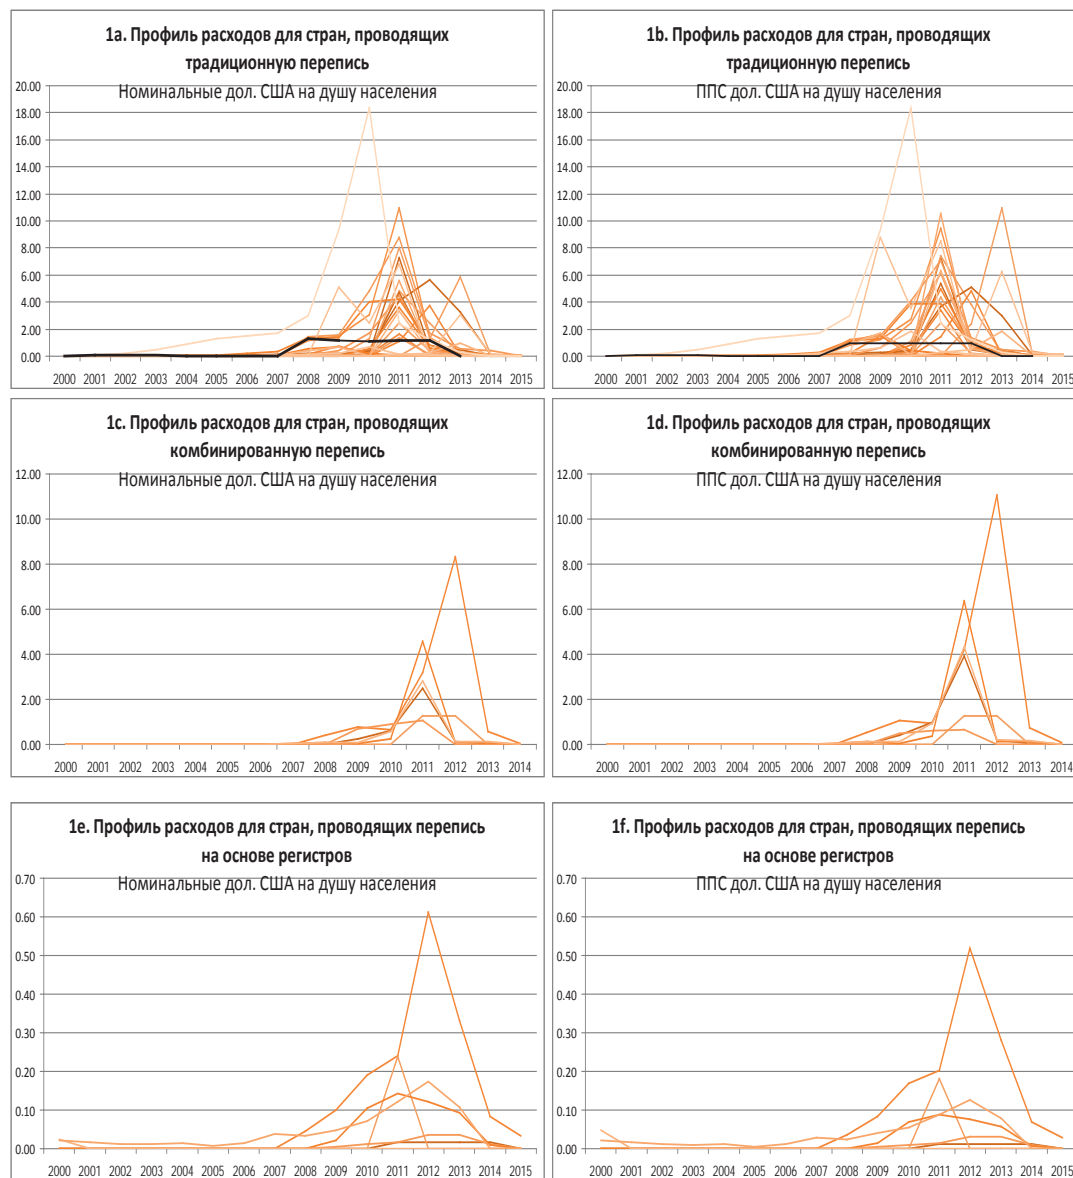 1a. Профиль расходов для стран, проводящих
традиционную перепись
Номинальные дол. США на душу населения
20.00
18.00
16.00
14.00
12.00
10.00
8.00
6.00
4.00
2.00
0.00
2000 2001 2002 2003 2004 2005 2006 2007 2008 2009 2010 2011 2012 2013 2014 2015
1b. Профиль расходов для стран, проводящих
традиционную перепись
ППС дол. США на душу населения
20.00
18.00
16.00
14.00
12.00
10.00
8.00
6.00
4.00
2.00
0.00
2000 2001 2002 2003 2004 2005 2006 2007 2008 2009 2010 2011 2012 2013 2014 2015
1c. Профиль расходов для стран, проводящих
комбинированную перепись
Номинальные дол. США на душу населения
12.00
10.00
8.00
6.00
4.00
2.00
0.00
2000 2001 2002 2003 2004 2005 2006 2007 2008 2009 2010 2011 2012 2013 2014
1d. Профиль расходов для стран, проводящих
комбинированную перепись
ППС дол. США на душу населения
12.00
10.00
8.00
6.00
4.00
2.00
0.00
2000 2001 2002 2003 2004 2005 2006 2007 2008 2009 2010 2011 2012 2013 2014
1e. Профиль расходов для стран, проводящих перепись
на основе регистров
Номинальные дол. США на душу населения
0.70
0.60
0.50
0.40
0.30
0.20
0.10
0.00
2000 2001 2002 2003 2004 2005 2006 2007 2008 2009 2010 2011 2012 2013 2014 2015
1f. Профиль расходов для стран, проводящих перепись
на основе регистров
ППС дол. США на душу населения
0.70
0.60
0.50
0.40
0.30
0.20
0.10
0.00
2000 2001 2002 2003 2004 2005 2006 2007 2008 2009 2010 2011 2012 2013 2014 2015